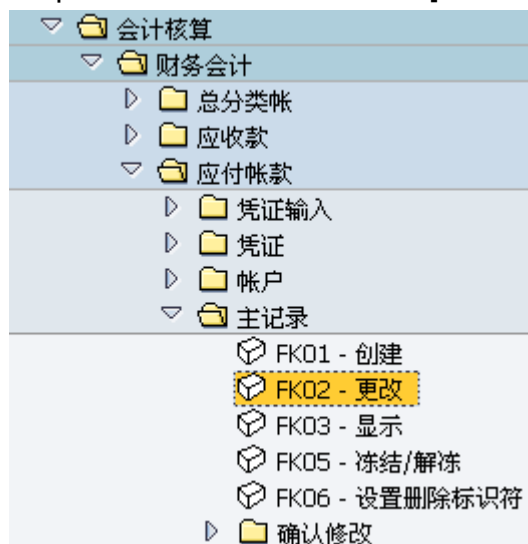 会计核算
财务会计
总分类帐
应收款
应付帐款
凭证输入
凭证
帐户
主记录
FK01 - 创建
FK02 - 更改
FK03 - 显示
FK05 - 冻结/解冻
FK06 - 设置删除标识符
确认修改